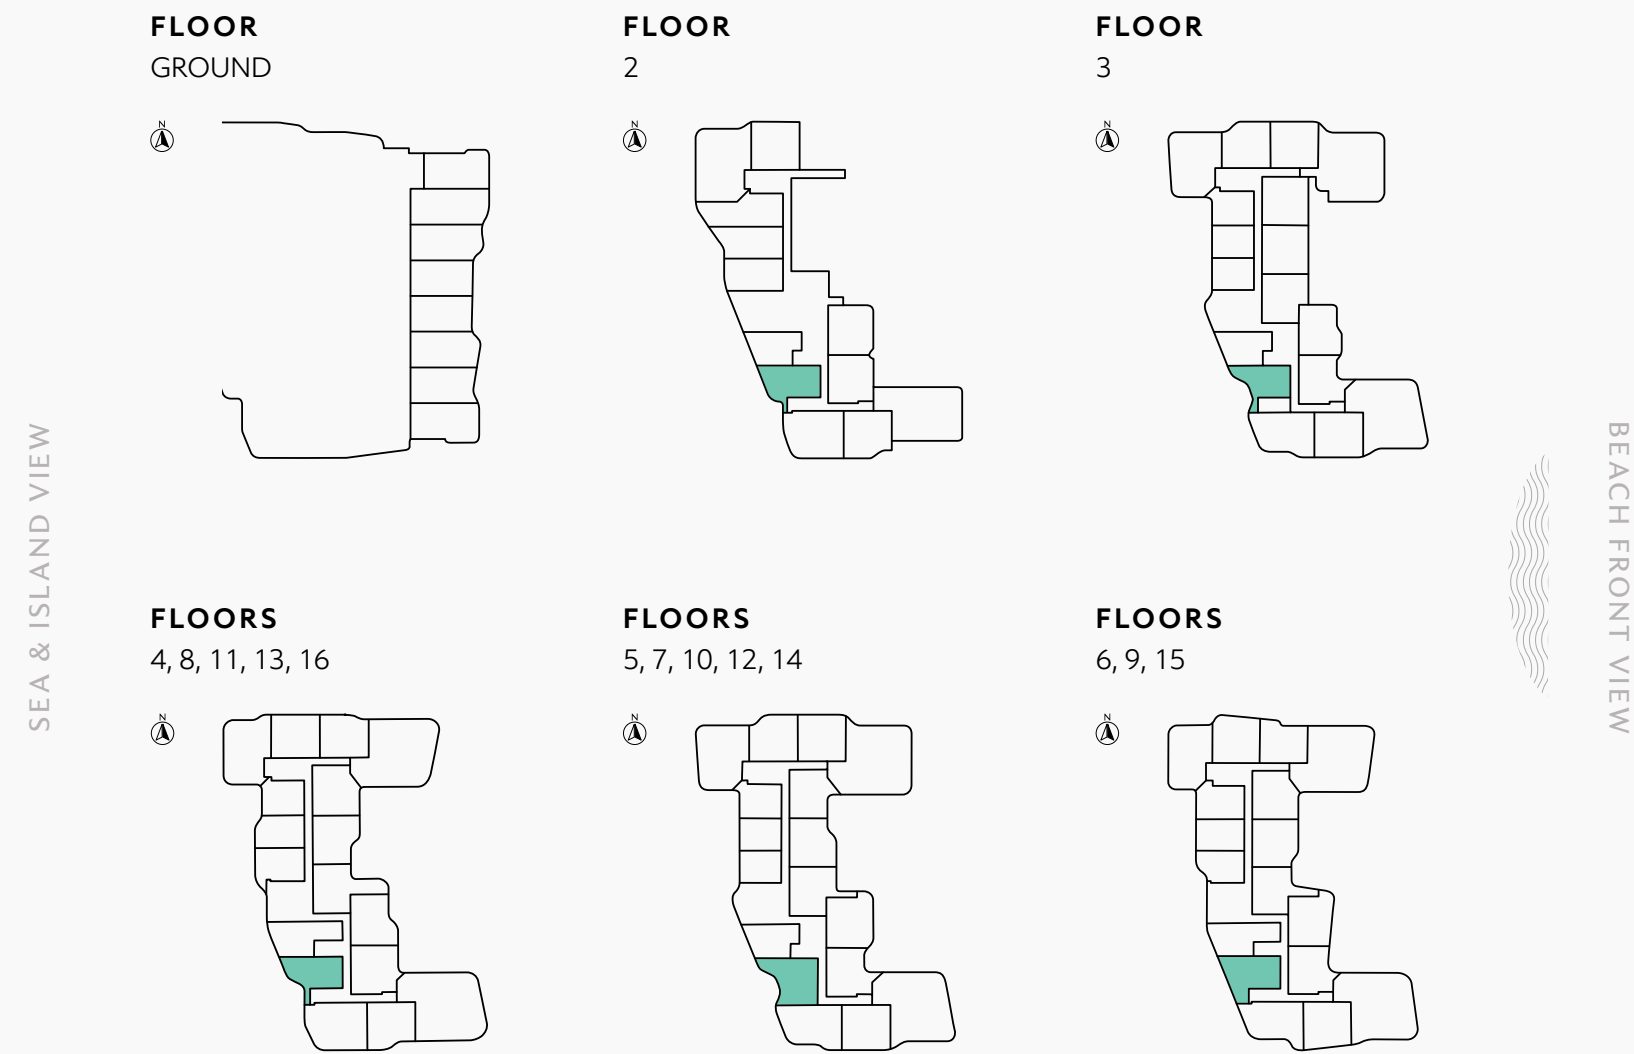 FLOOR
GROUND
FLOOR
2
FLOOR
3
N
N
N
SEA & ISLAND VIEW
BEACH FRONT VIEW
FLOORS
4, 8, 11, 13, 16
FLOORS
5, 7, 10, 12, 14
FLOORS
6, 9, 15
N
N
N